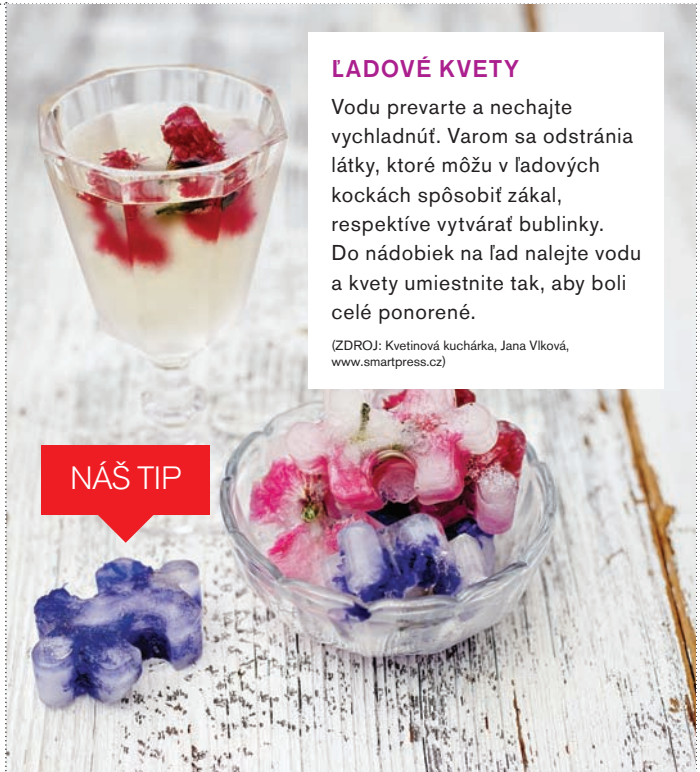 ĽADOVÉ KVETY
Vodu prevarte a nechajte
vychladnúť. Varom sa odstránia
látky, ktoré môžu v ľadových
kockách spôsobiť zákal,
respektíve vytvárať bublinky.
Do nádobiek na ľad nalejte vodu
a kvety umiestnite tak, aby boli
celé ponorené.
(ZDROJ: Kvetinová kuchárka, Jana Vlková,
www.smartpress.cz)
NÁŠ TIP